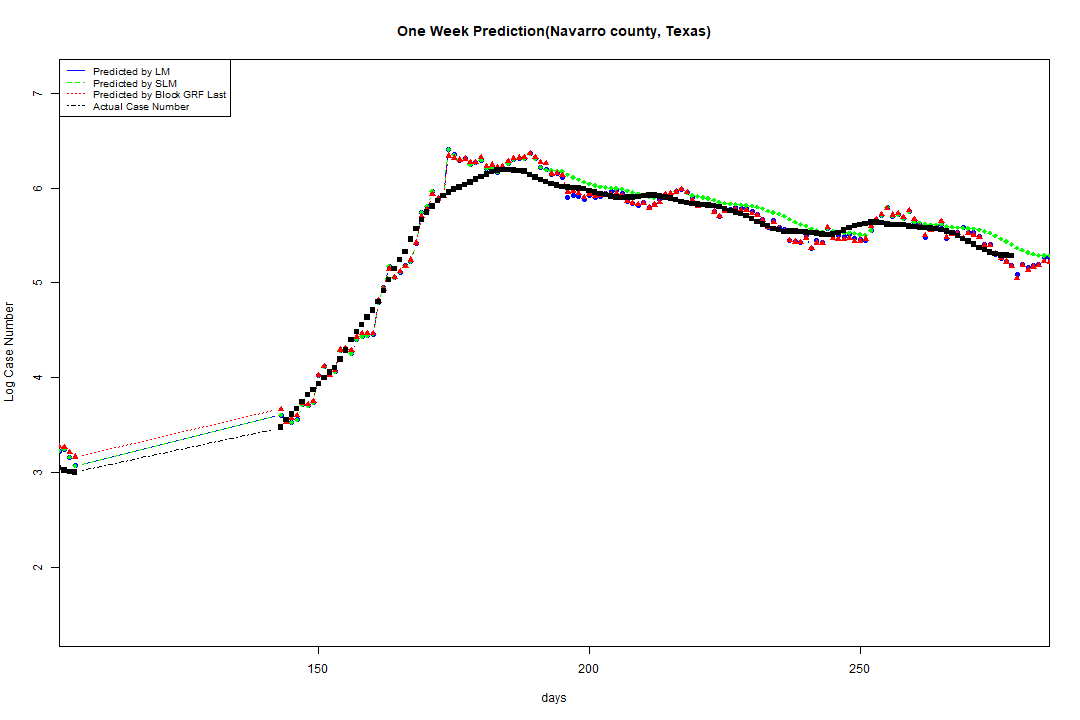 One Week Prediction(Navarro county, Texas)
Predicted by LM
Predicted by SLM
Predicted by Block GRF Last
Actual Case Number
7
6
5
4
3
2
Log Case Number
150 200 250
days